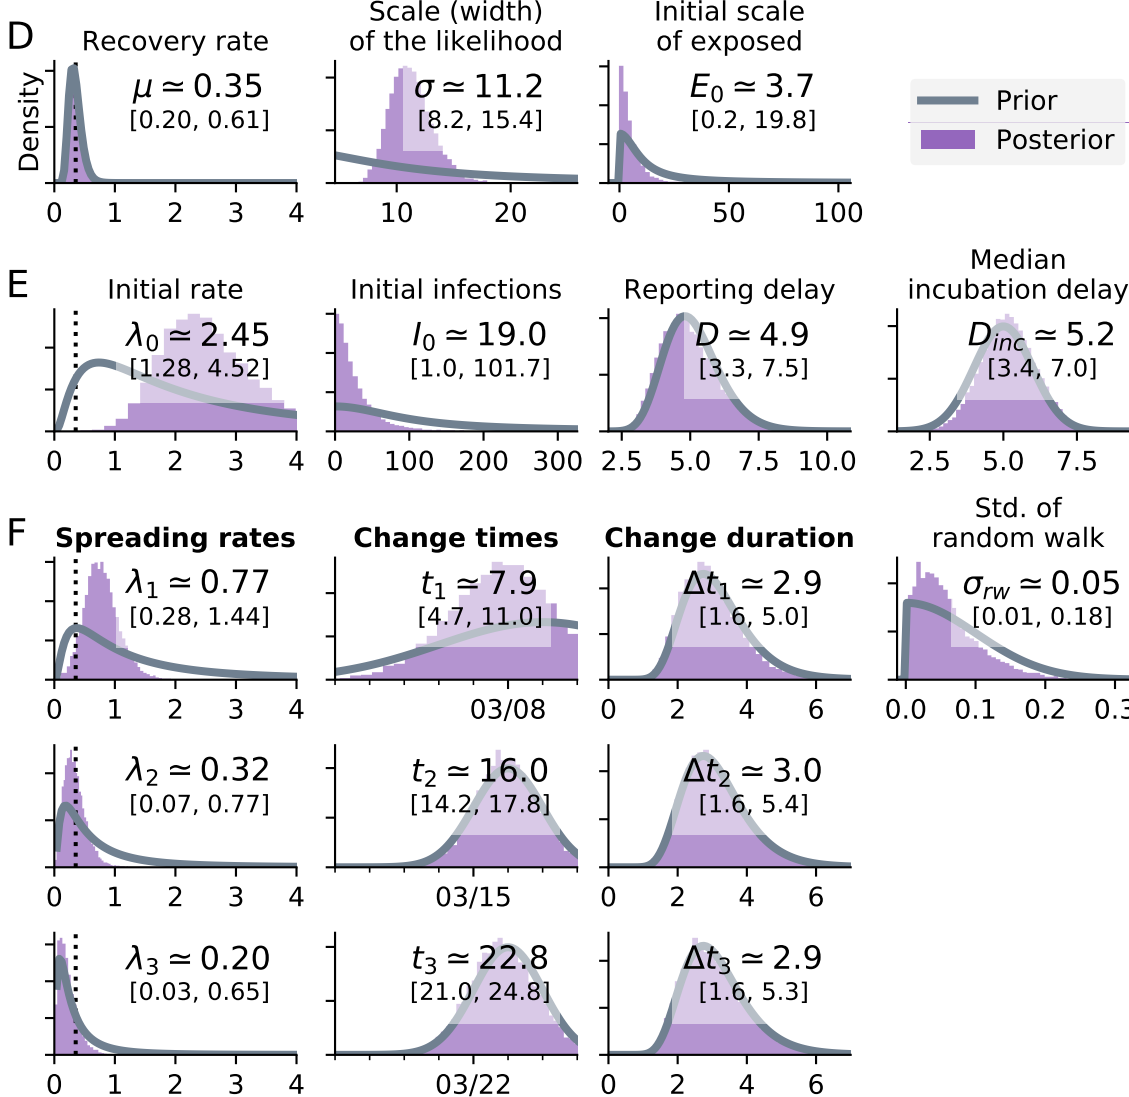 D
Recovery rate
Scale (width)
of the likelihood
Initial scale
of exposed
Density
μ ≃ 0.35
[0.20, 0.61]
σ ≃ 11.2
[8.2, 15.4]
E₀ ≃ 3.7
[0.2, 19.8]
Prior
Posterior
0 1 2 3 4
10 20
0 50 100
E
Initial rate
Initial infections
Reporting delay
Median
incubation delay
λ₀ ≃ 2.45
[1.28, 4.52]
I₀ ≃ 19.0
[1.0, 101.7]
D ≃ 4.9
[3.3, 7.5]
D_inc ≃ 5.2
[3.4, 7.0]
0 1 2 3 4
0 100 200 300
2.5 5.0 7.5 10.0
2.5 5.0 7.5
F
Spreading rates
Change times
Change duration
Std. of
random walk
λ₁ ≃ 0.77
[0.28, 1.44]
t₁ ≃ 7.9
[4.7, 11.0]
Δt₁ ≃ 2.9
[1.6, 5.0]
σ_rw ≃ 0.05
[0.01, 0.18]
0 1 2 3 4
03/08
0 2 4 6
0.0 0.1 0.2 0.3
λ₂ ≃ 0.32
[0.07, 0.77]
t₂ ≃ 16.0
[14.2, 17.8]
Δt₂ ≃ 3.0
[1.6, 5.4]
0 1 2 3 4
03/15
0 2 4 6
λ₃ ≃ 0.20
[0.03, 0.65]
t₃ ≃ 22.8
[21.0, 24.8]
Δt₃ ≃ 2.9
[1.6, 5.3]
0 1 2 3 4
03/22
0 2 4 6